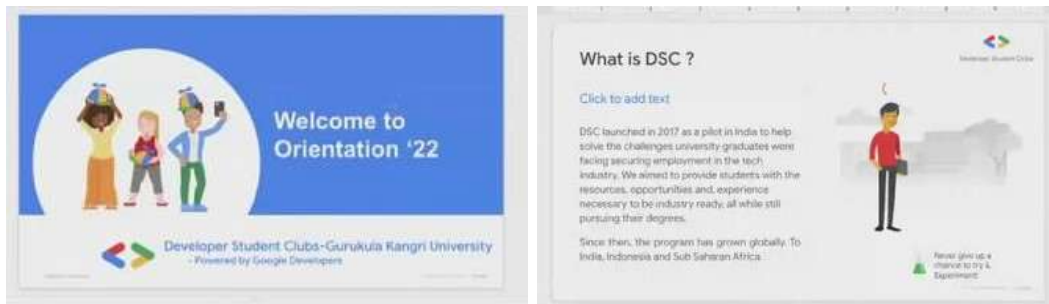 Welcome to
Orientation ‘22
Developer Student Clubs-Gurukula Kangri University
- Powered by Google Developers
What is DSC ?
Developer Student Clubs
Click to add text
DSC launched in 2017 as a pilot in India to help
solve the challenges university graduates were
facing securing employment in the tech
industry. We aimed to provide students with the
resources, opportunities and, experience
necessary to be industry ready, all while still
pursuing their degrees.
Since then, the program has grown globally. To
India, Indonesia and Sub Saharan Africa.
Never give up a
chance to try &
Experiment!